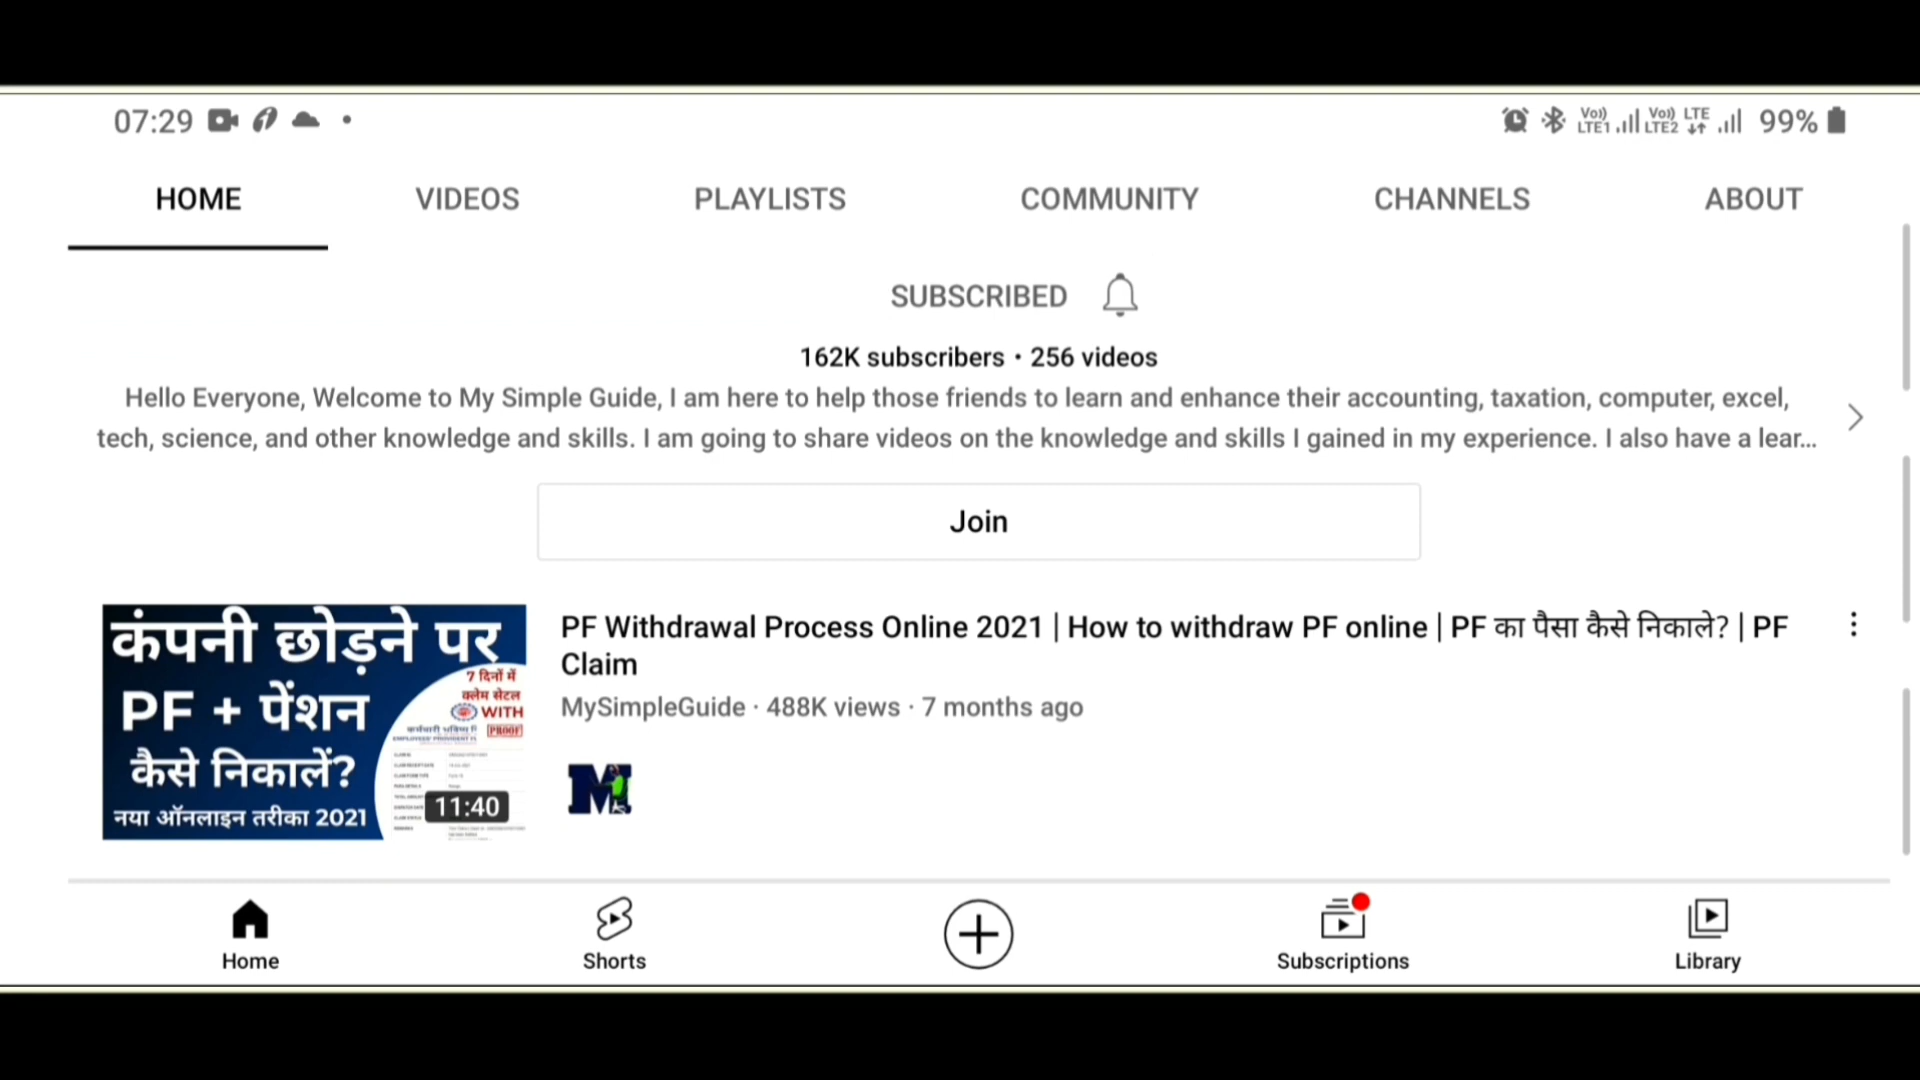 07:29
Vo)) LTE1 Vo)) LTE2 LTE 99%
HOME VIDEOS PLAYLISTS COMMUNITY CHANNELS ABOUT
SUBSCRIBED
162K subscribers • 256 videos
Hello Everyone, Welcome to My Simple Guide, I am here to help those friends to learn and enhance their accounting, taxation, computer, excel,
tech, science, and other knowledge and skills. I am going to share videos on the knowledge and skills I gained in my experience. I also have a lear...
Join
कंपनी छोड़ने पर
PF + पेंशन
कैसे निकालें?
नया ऑनलाइन तरीका 2021
7 दिनों में
क्लेम सेटल
WITH
PROOF
11:40
PF Withdrawal Process Online 2021 | How to withdraw PF online | PF का पैसा कैसे निकाले? | PF
Claim
MySimpleGuide · 488K views · 7 months ago
Home Shorts Subscriptions Library